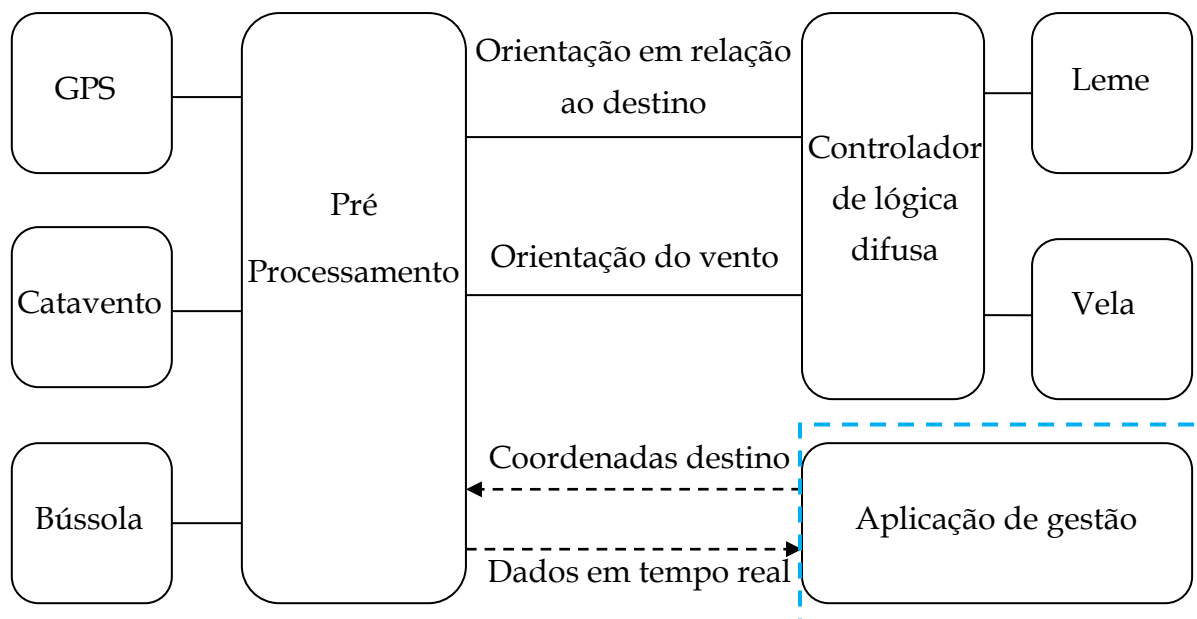 GPS
Catavento
Bússola
Pré
Processamento
Orientação em relação
ao destino
Orientação do vento
Coordenadas destino
Dados em tempo real
Controlador
de lógica
difusa
Leme
Vela
Aplicação de gestão